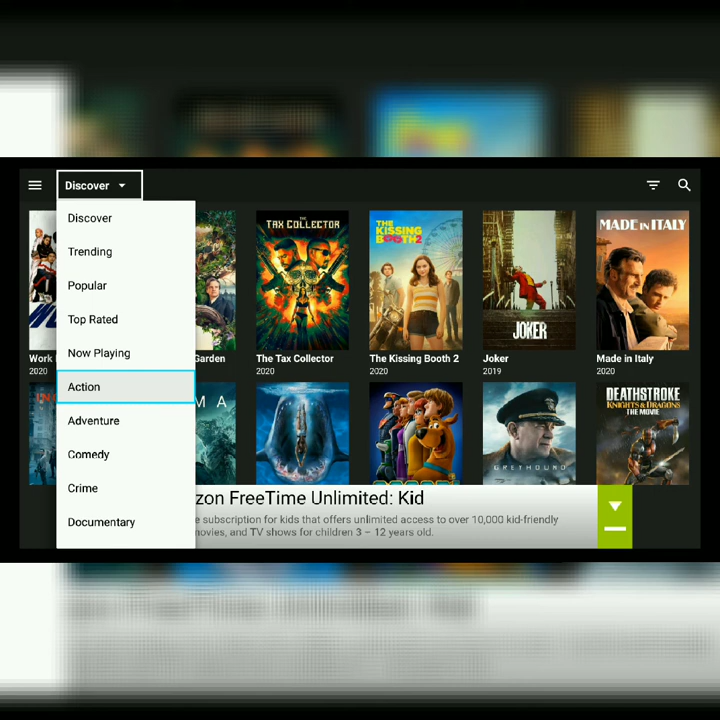 Discover
Discover
Trending
Popular
Top Rated
Now Playing
Action
Adventure
Comedy
Crime
Documentary
THE
TAX COLLECTOR
THE
KISSING
BOOTH2
JOKER
MADE IN ITALY
Work
2020
Garden
The Tax Collector
2020
The Kissing Booth 2
2020
Joker
2019
Made in Italy
2020
M A
GREYHOUND
DEATHSTROKE
KNIGHTS & DRAGONS
THE MOVIE
zon FreeTime Unlimited: Kid
e subscription for kids that offers unlimited access to over 10,000 kid-friendly
movies, and TV shows for children 3 – 12 years old.